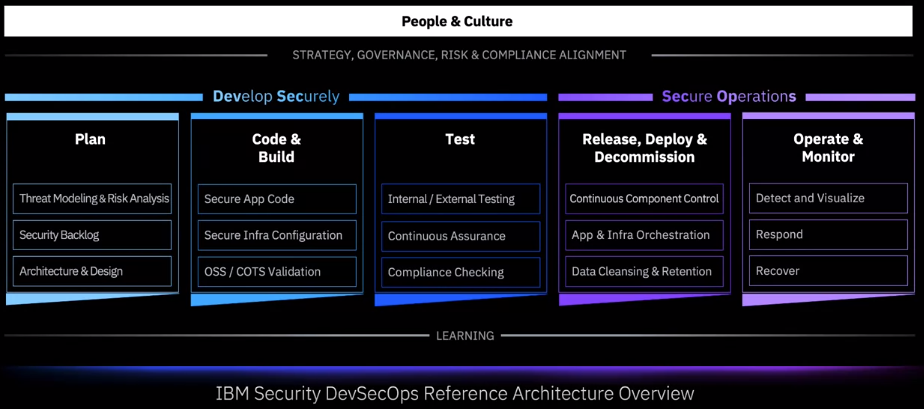 People & Culture
STRATEGY, GOVERNANCE, RISK & COMPLIANCE ALIGNMENT
Develop Securely
Secure Operations
Plan
Threat Modeling & Risk Analysis
Security Backlog
Architecture & Design
Code &
Build
Secure App Code
Secure Infra Configuration
OSS / COTS Validation
Test
Internal / External Testing
Continuous Assurance
Compliance Checking
Release, Deploy &
Decommission
Continuous Component Control
App & Infra Orchestration
Data Cleansing & Retention
Operate &
Monitor
Detect and Visualize
Respond
Recover
LEARNING
IBM Security DevSecOps Reference Architecture Overview